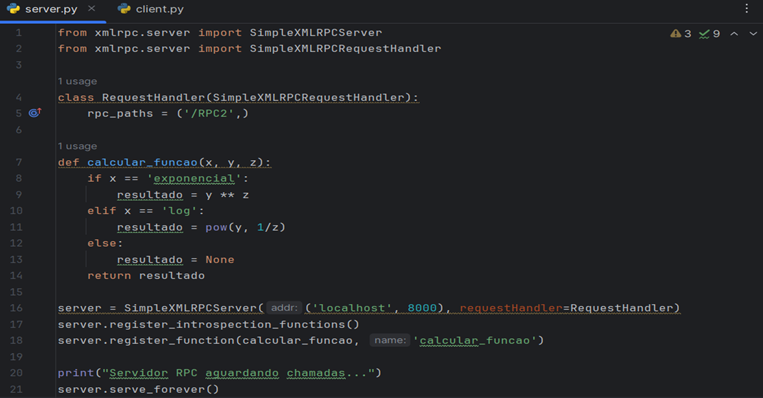 server.py × client.py
1 from xmlrpc.server import SimpleXMLRPCServer 3 9
2 from xmlrpc.server import SimpleXMLRPCRequestHandler
3
1 usage
4 class RequestHandler(SimpleXMLRPCRequestHandler):
5 rpc_paths = ('/RPC2',)
6
1 usage
7 def calcular_funcao(x, y, z):
8 if x == 'exponencial':
9 resultado = y ** z
10 elif x == 'log':
11 resultado = pow(y, 1/z)
12 else:
13 resultado = None
14 return resultado
15
16 server = SimpleXMLRPCServer( addr: ('localhost', 8000), requestHandler=RequestHandler)
17 server.register_introspection_functions()
18 server.register_function(calcular_funcao, name: 'calcular_funcao')
19
20 print("Servidor RPC aguardando chamadas...")
21 server.serve_forever()